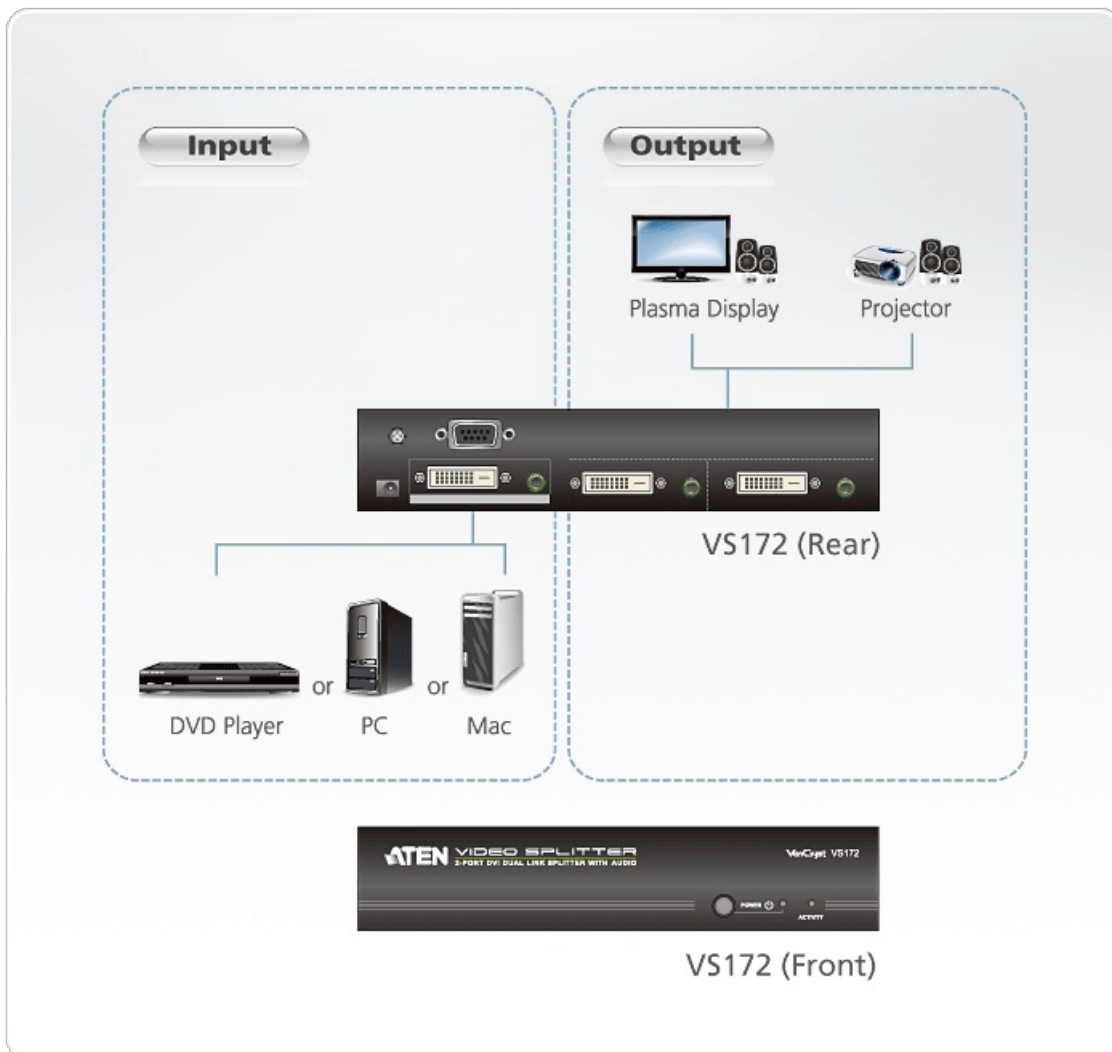 Input
Output
Plasma Display
Projector
VS172 (Rear)
or
or
DVD Player
PC
Mac
ATEN VIDEO SPLITTER
2-PORT DVI DUAL LINK SPLITTER WITH AUDIO
VanCryst VS172
POWER
ACTIVITY
VS172 (Front)